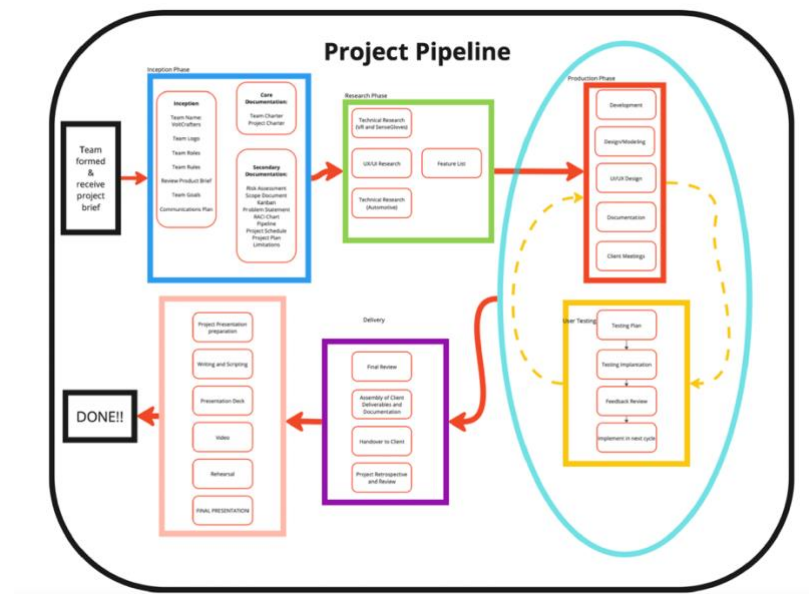 Project Pipeline
Inception Phase
Team
formed
&
receive
project
brief
Inception
Team Name:
VoltCrafters
Team Logo
Team Roles
Team Rules
Review Product Brief
Team Goals
Communications Plan
Core
Documentation:
Team Charter
Project Charter
Secondary
Documentation:
Risk Assessment
Scope Document
Kanban
Problem Statement
RACI Chart
Pipeline
Project Schedule
Project Plan
Limitations
Research Phase
Technical Research
(VR and SenseGloves)
UX/UI Research
Feature List
Technical Research
(Automotive)
Production Phase
Development
Design/Modeling
UI/UX Design
Documentation
Client Meetings
User Testing
Testing Plan
Testing Implantation
Feedback Review
Implement in next cycle
Delivery
Final Review
Assembly of Client
Deliverables and
Documentation
Handover to Client
Project Retrospective
and Review
Project Presentation
preparation
Writing and Scripting
Presentation Deck
Video
Rehearsal
FINAL PRESENTATION!
DONE!!